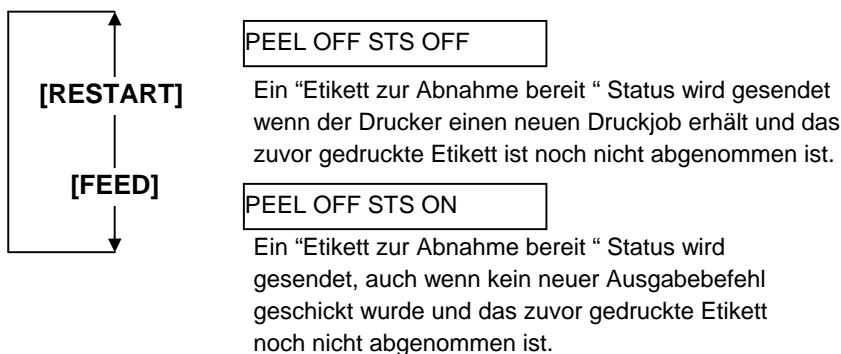 PEEL OFF STS OFF
[RESTART]
Ein “Etikett zur Abnahme bereit “ Status wird gesendet
wenn der Drucker einen neuen Druckjob erhält und das
zuvor gedruckte Etikett ist noch nicht abgenommen ist.
[FEED]
PEEL OFF STS ON
Ein “Etikett zur Abnahme bereit “ Status wird
gesendet, auch wenn kein neuer Ausgabebefehl
geschickt wurde und das zuvor gedruckte Etikett
noch nicht abgenommen ist.